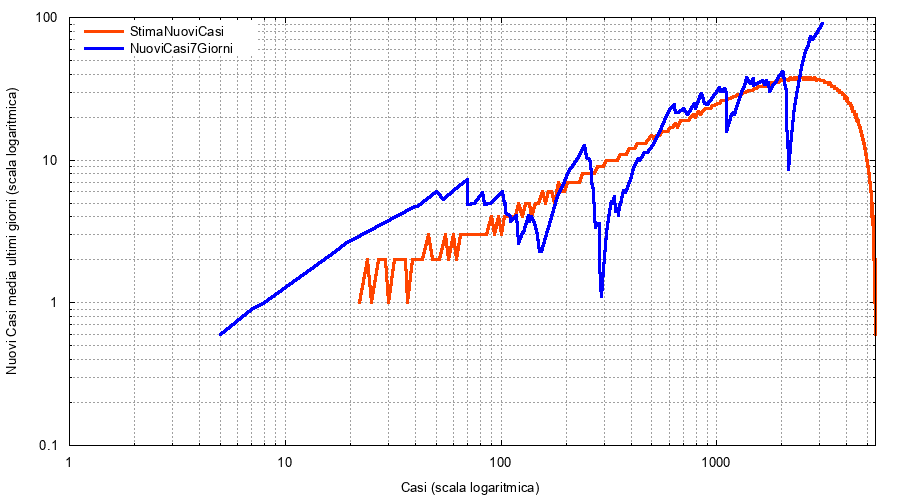 100
10
1
0.1
StimaNuoviCasi
NuoviCasi7Giorni
Nuovi Casi media ultimi giorni (scala logaritmica)
1
10
100
1000
Casi (scala logaritmica)